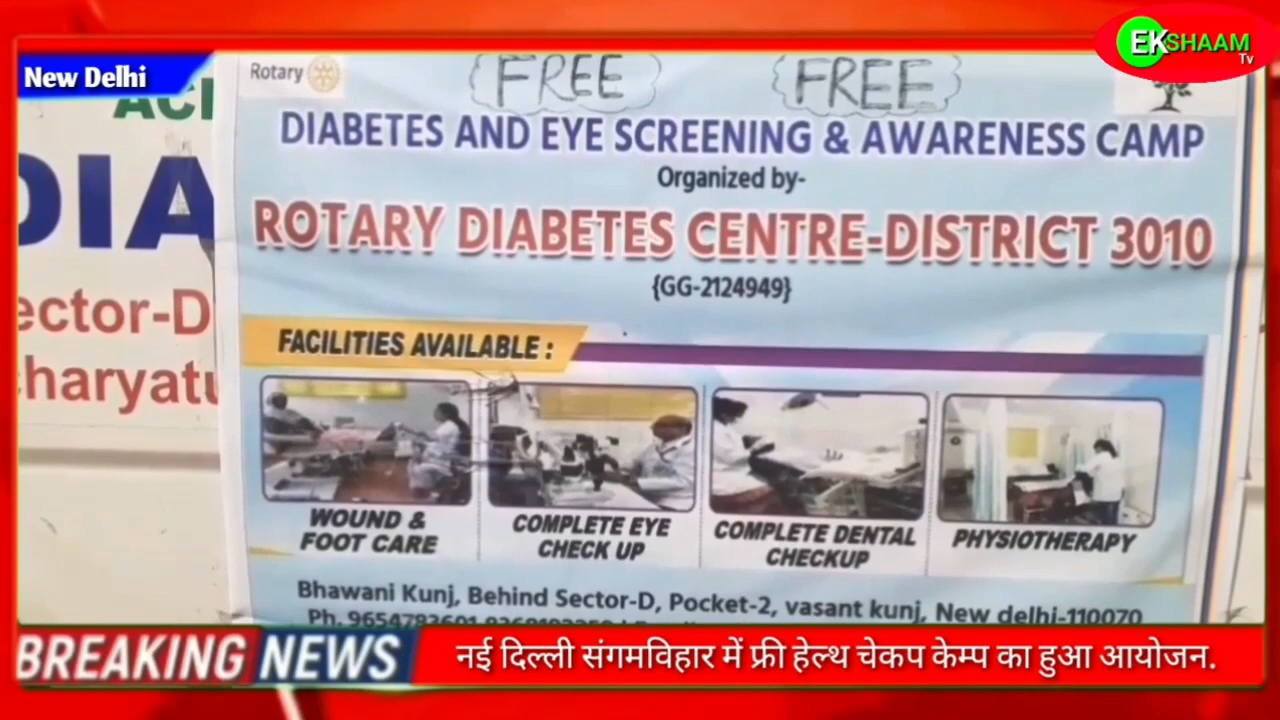 EKSHAAM
Tv
New Delhi
Rotary
FREE FREE
DIABETES AND EYE SCREENING & AWARENESS CAMP
Organized by-
ROTARY DIABETES CENTRE-DISTRICT 3010
{GG-2124949}
DIA
ector-D
haryatu
FACILITIES AVAILABLE :
WOUND &
FOOT CARE
COMPLETE EYE
CHECK UP
COMPLETE DENTAL
CHECKUP
PHYSIOTHERAPY
Bhawani Kunj, Behind Sector-D, Pocket-2, vasant kunj, New delhi-110070
Ph.
BREAKING NEWS
नई दिल्ली संगमविहार में फ्री हेल्थ चेकप केम्प का हुआ आयोजन.